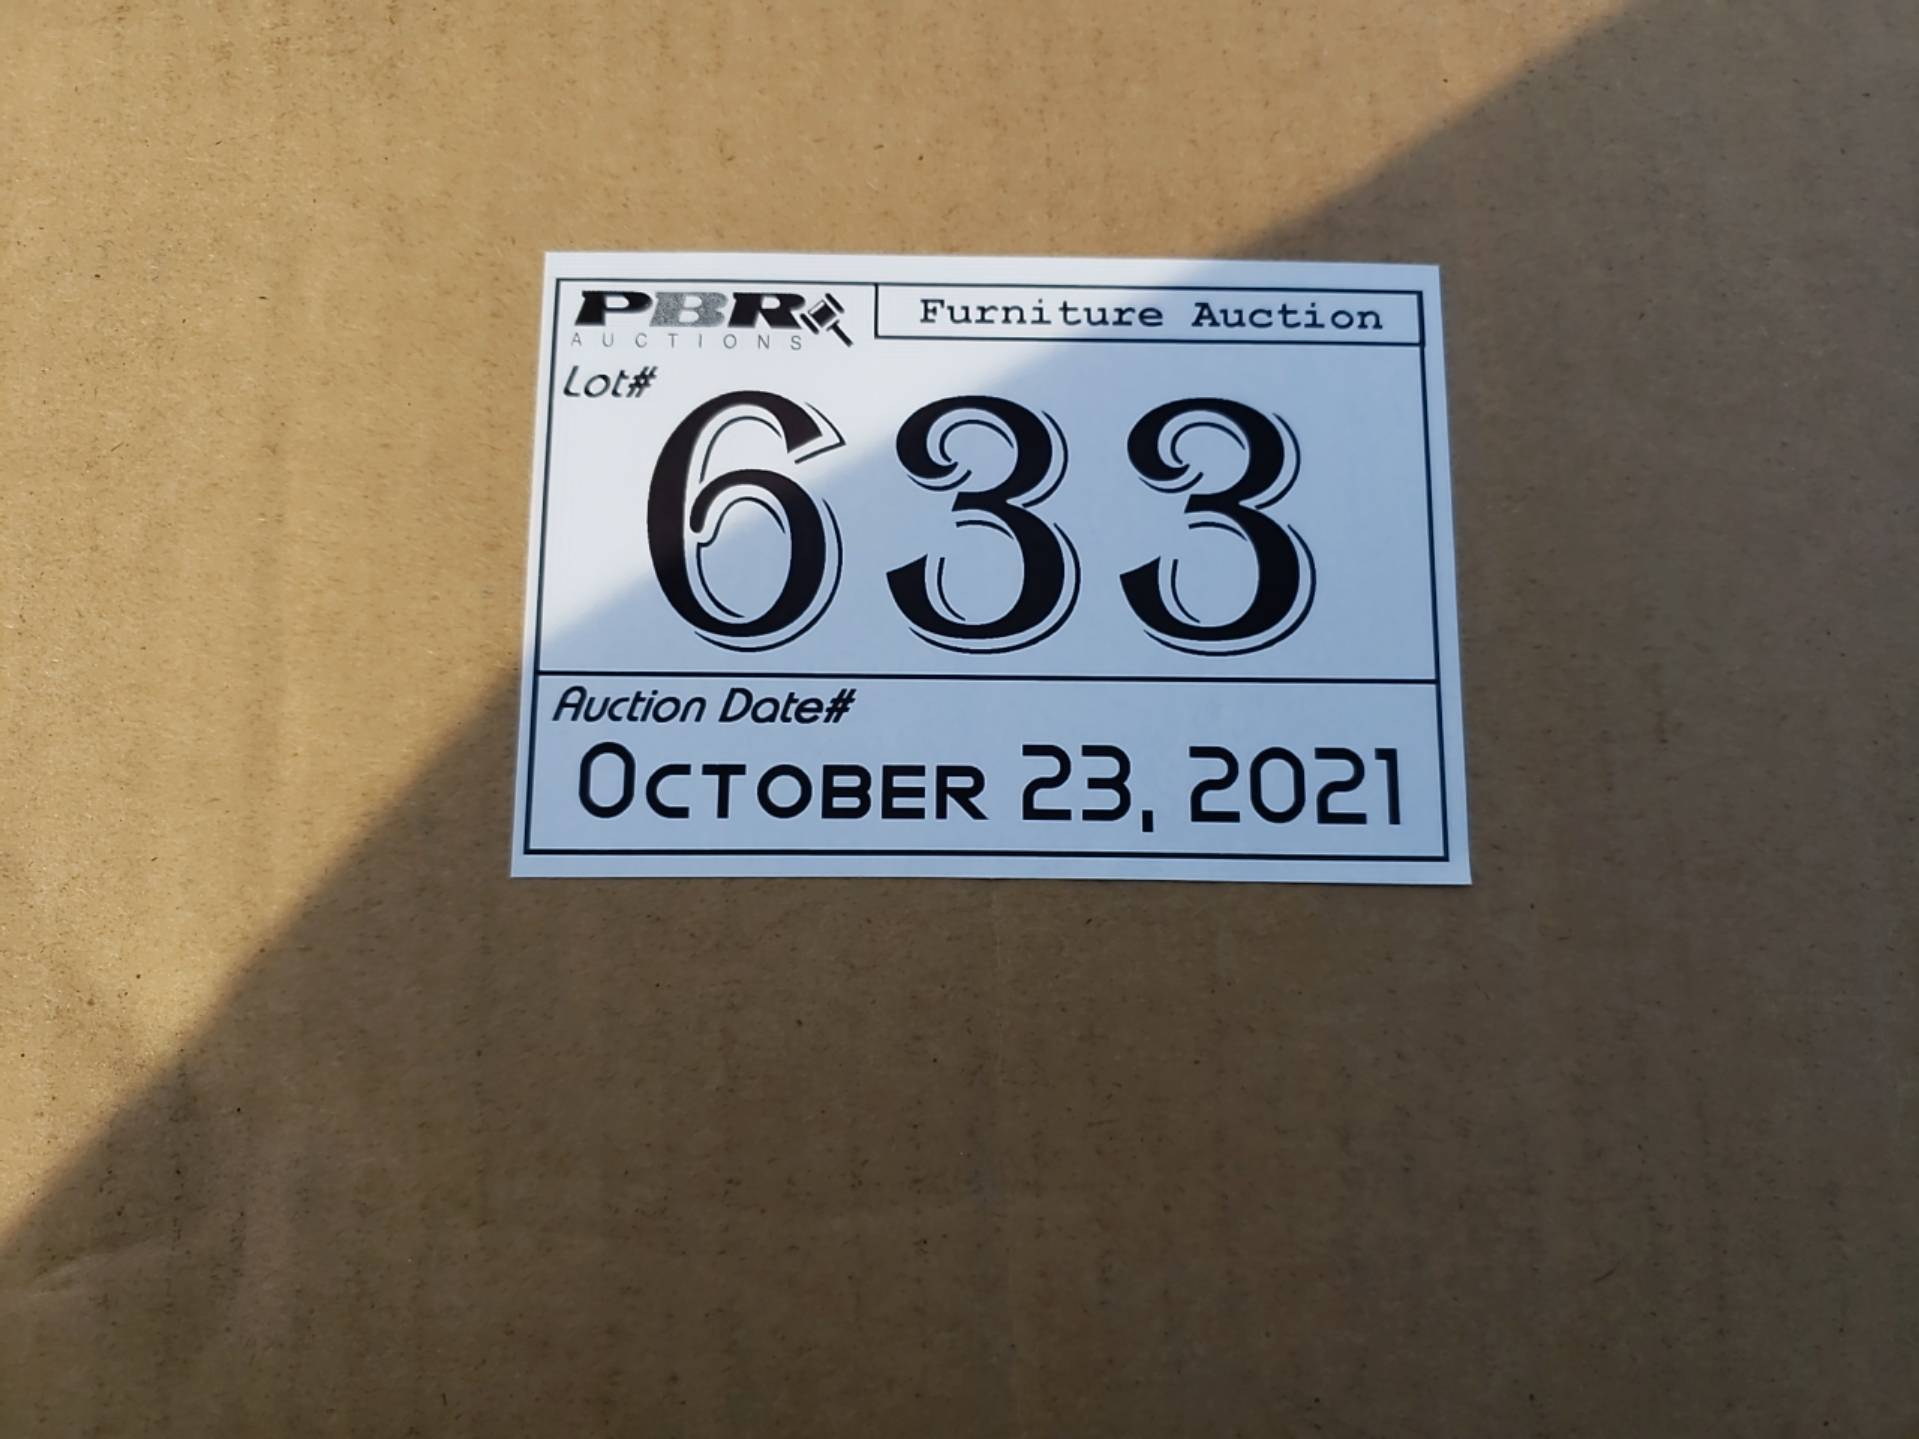 PBR
AUCTIONS
Furniture Auction
Lot#
633
Auction Date#
October 23, 2021